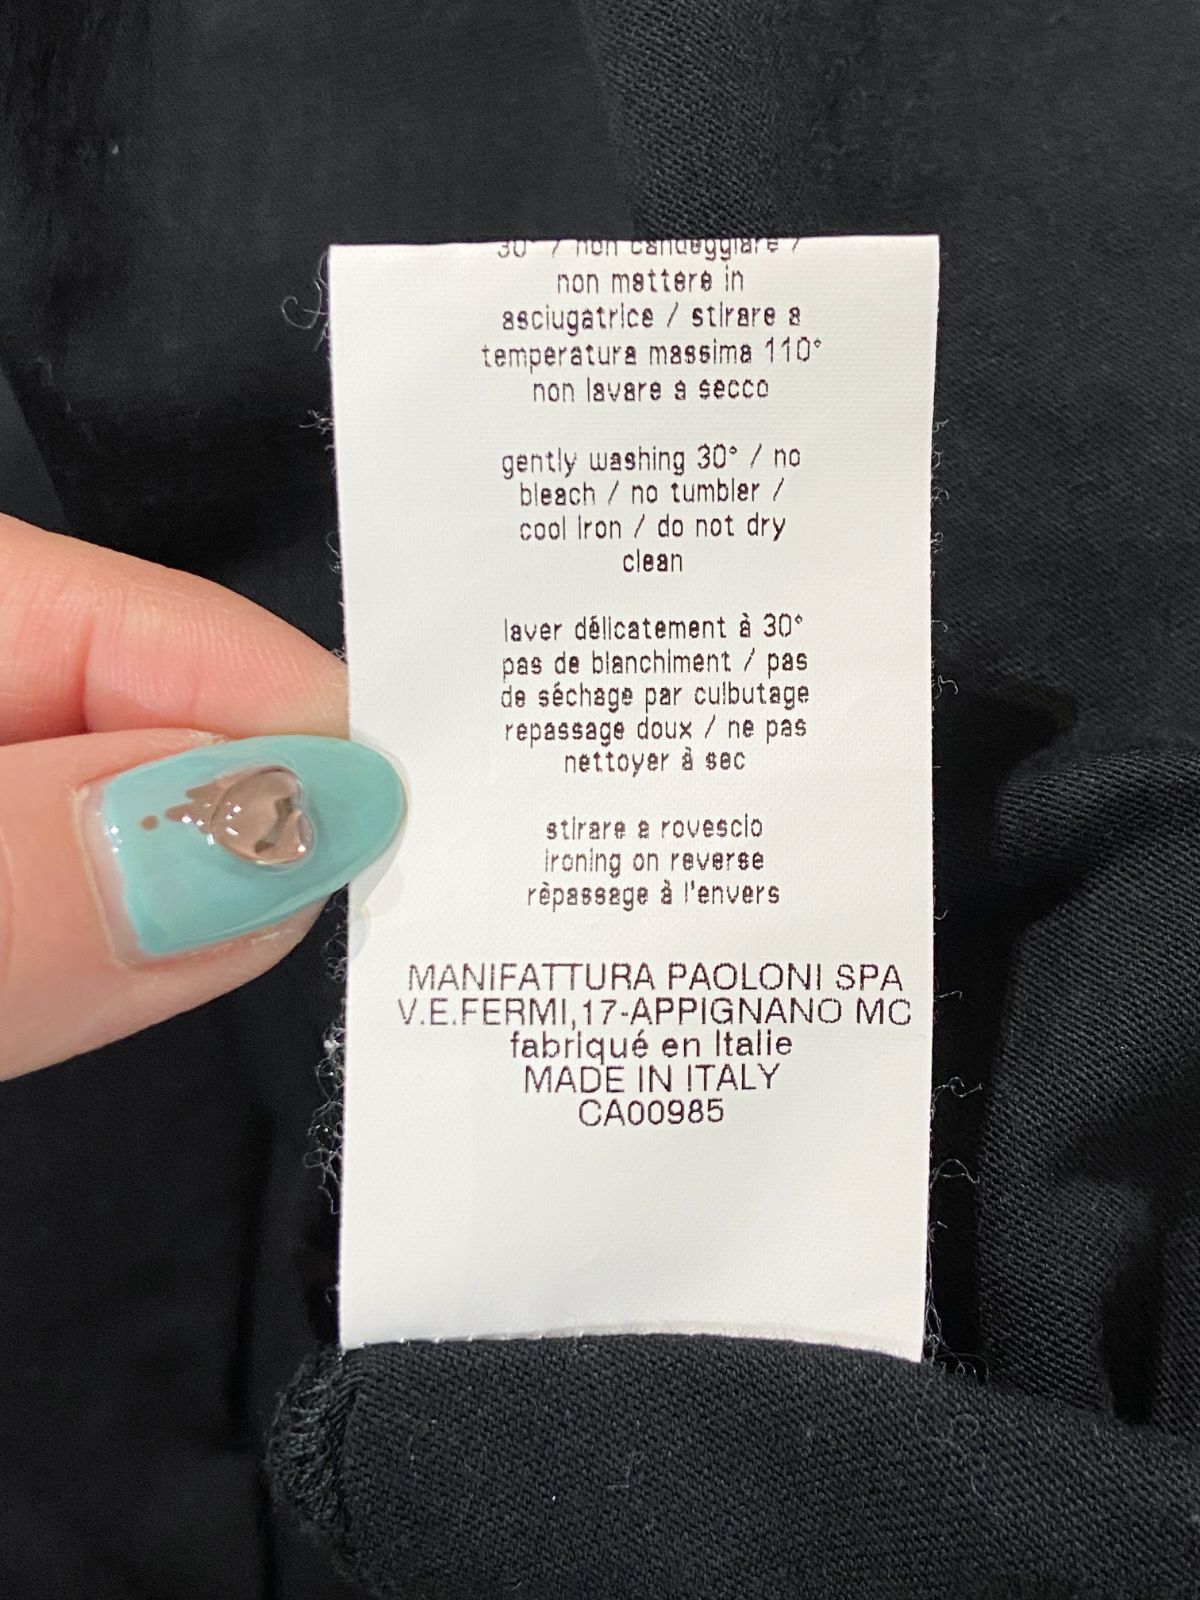 30° / non candeggiare /
non mettere in
asciugatrice / stirare a
temperatura massima 110°
non lavare a secco
gently washing 30° / no
bleach / no tumbler /
cool iron / do not dry
clean
laver délicatement à 30°
pas de blanchiment / pas
de séchage par culbutage
repassage doux / ne pas
nettoyer à sec
stirare a rovescio
ironing on reverse
rèpassage à l'envers
MANIFATTURA PAOLONI SPA
V.E.FERMI,17-APPIGNANO MC
fabriqué en Italie
MADE IN ITALY
CA00985